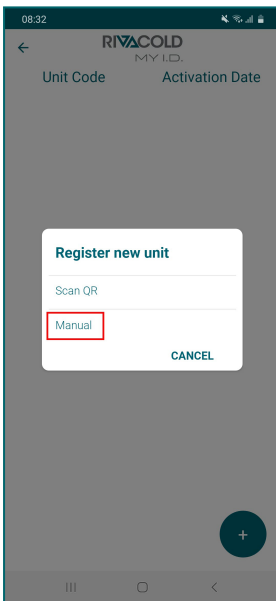 08:32
RIVACOLD
MY I.D.
Unit Code Activation Date
Register new unit
Scan QR
Manual
CANCEL
+